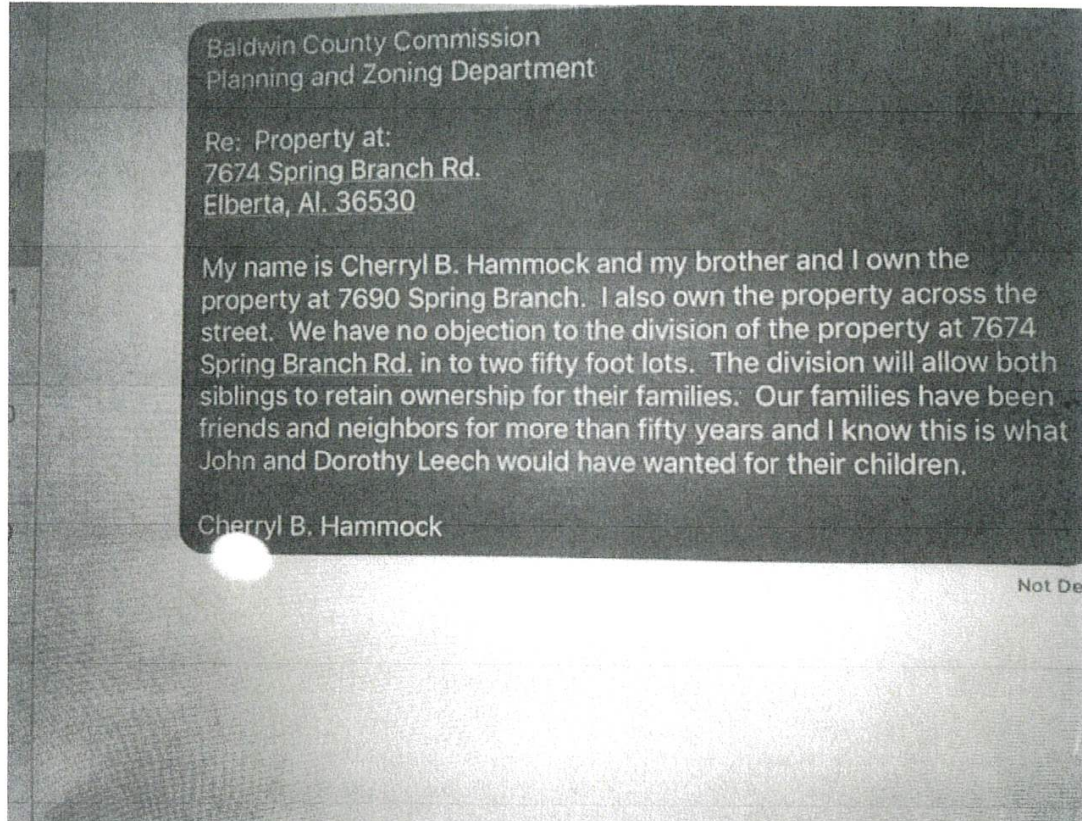 Baldwin County Commission
Planning and Zoning Department
Re: Property at:
7674 Spring Branch Rd.
Elberta, Al. 36530
My name is Cherryl B. Hammock and my brother and I own the
property at 7690 Spring Branch. I also own the property across the
street. We have no objection to the division of the property at 7674
Spring Branch Rd. in to two fifty foot lots. The division will allow both
siblings to retain ownership for their families. Our families have been
friends and neighbors for more than fifty years and I know this is what
John and Dorothy Leech would have wanted for their children.
Cherryl B. Hammock
Not De